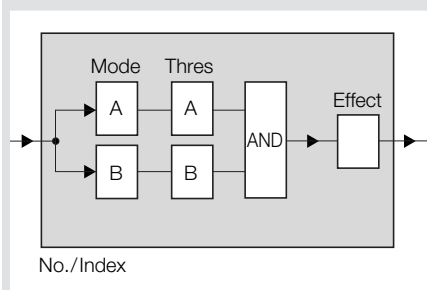 Mode Thres
Effect
A A
AND
B B
No./Index